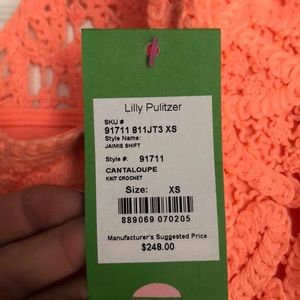 Lilly Pulitzer
SKU #
91711 811JT3 XS
Style Name:
JAIMIE SHIFT
Style #: 91711
CANTALOUPE
KNIT CROCHET
Size: XS
889069 070205
Manufacturer's Suggested Price
$248.00